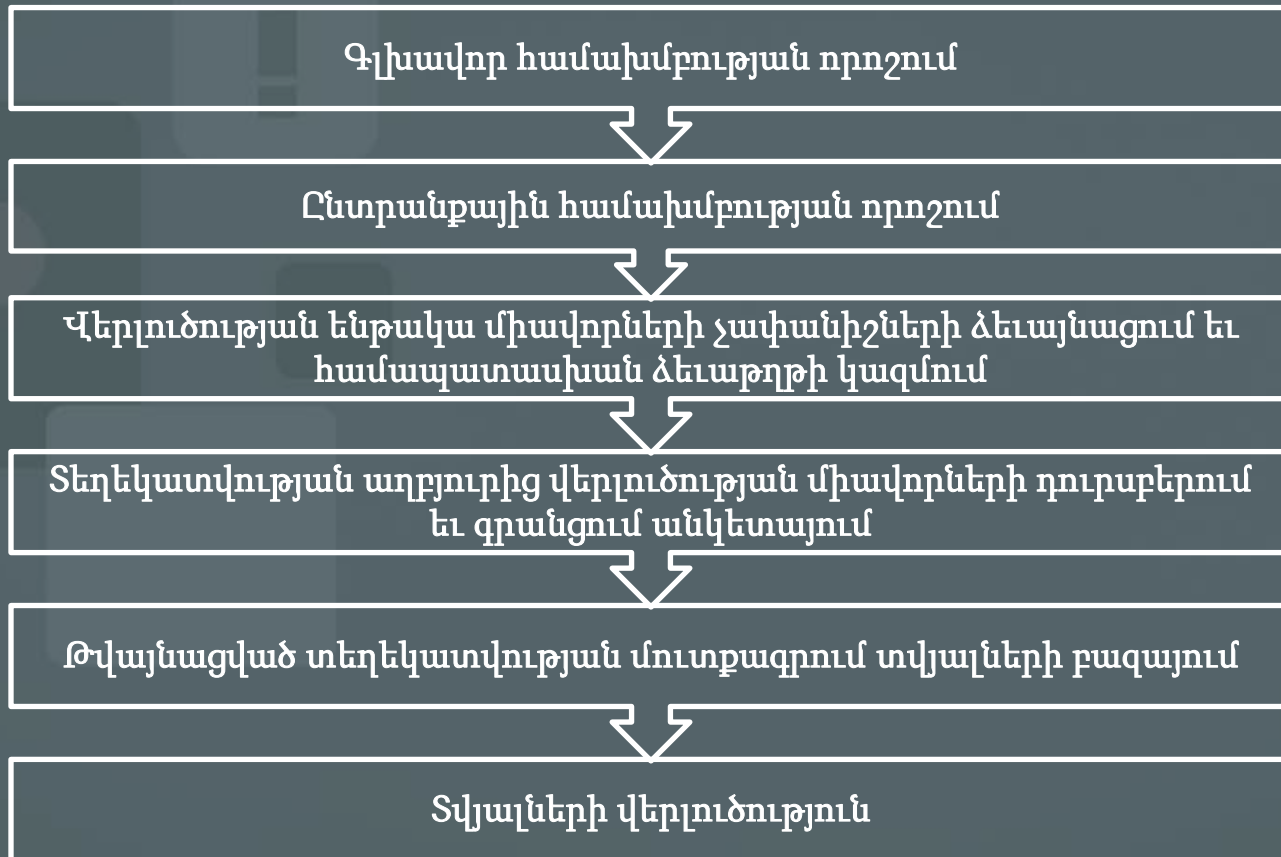 Գլխավոր համախմբության որոշում
Ընտրանքային համախմբության որոշում
Վերլուծության ենթակա միավորների չափանիշների ձեւայնացում եւ
համապատասխան ձեւաթղթի կազմում
Տեղեկատվության աղբյուրից վերլուծության միավորների դուրսբերում
եւ գրանցում անկետայում
Թվայնացված տեղեկատվության մուտքագրում տվյալների բազայում
Տվյալների վերլուծություն